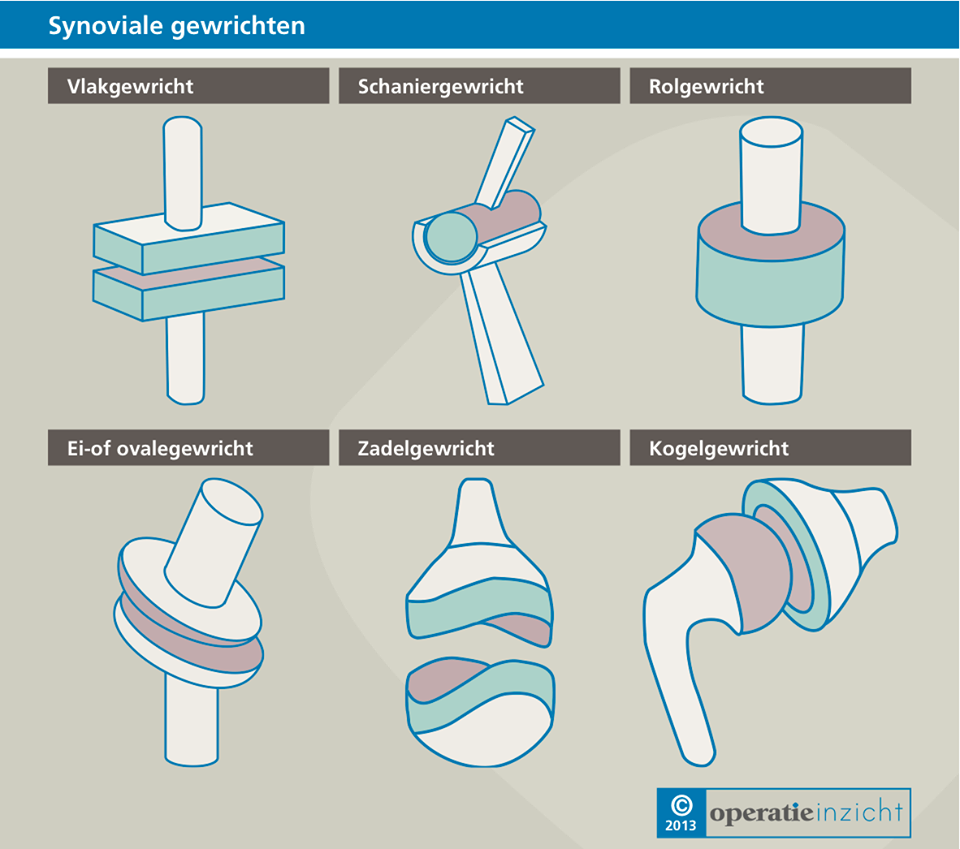 Synoviale gewrichten
Vlakgewricht
Schaniergewricht
Rolgewricht
Ei-of ovalegewricht
Zadelgewricht
Kogelgewricht
© 2013 operatieinzicht